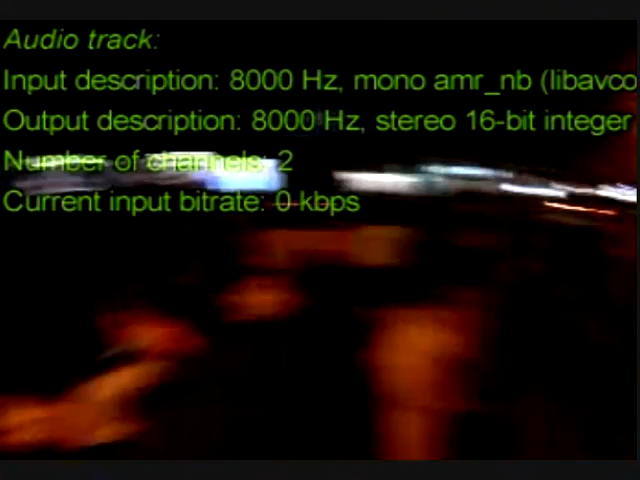 Audio track:
Input description: 8000 Hz, mono amr_nb (libavco
Output description: 8000 Hz, stereo 16-bit integer
Number of channels: 2
Current input bitrate: 0 kbps